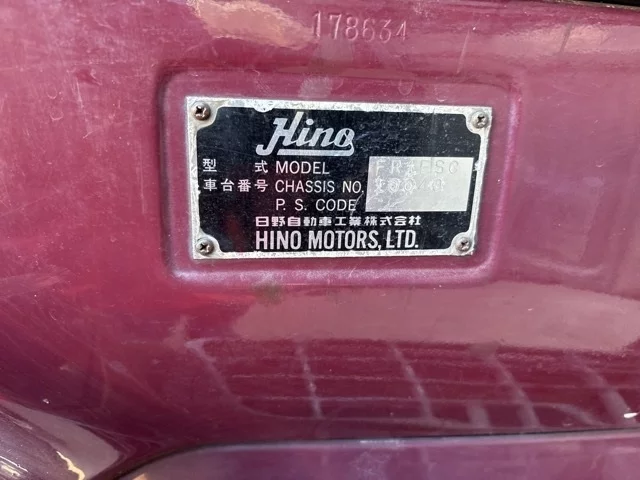 178634
Hino
型 式 MODEL
車台番号 CHASSIS NO.
P. S. CODE
日野自動車工業株式会社
HINO MOTORS, LTD.